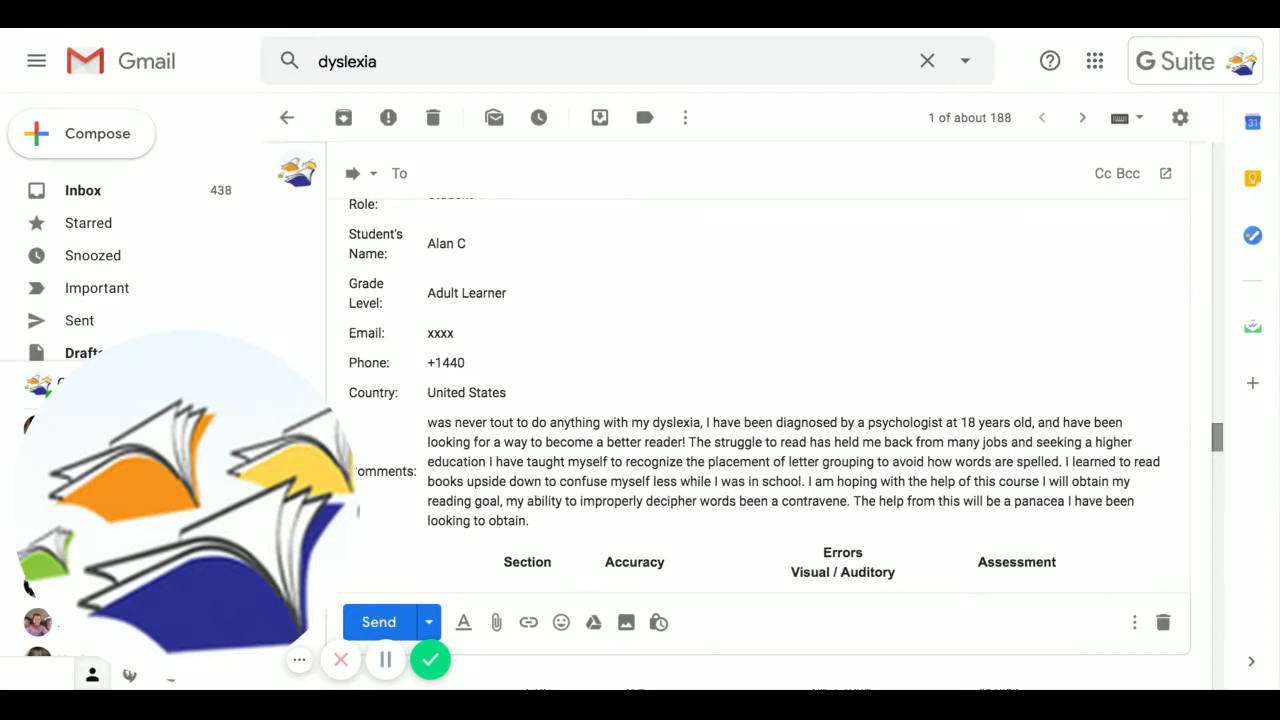 Gmail
dyslexia
G Suite
Compose
1 of about 188
31
Inbox 438
To
Cc Bcc
Starred
Role:
Snoozed
Student's
Name:
Alan C
Important
Grade
Level:
Adult Learner
Sent
Email: xxxx
Drafts
Phone: +1440
Country: United States
was never tout to do anything with my dyslexia, I have been diagnosed by a psychologist at 18 years old, and have been
looking for a way to become a better reader! The struggle to read has held me back from many jobs and seeking a higher
education I have taught myself to recognize the placement of letter grouping to avoid how words are spelled. I learned to read
omments:
books upside down to confuse myself less while I was in school. I am hoping with the help of this course I will obtain my
reading goal, my ability to improperly decipher words been a contravene. The help from this will be a panacea I have been
looking to obtain.
Section Accuracy Errors Assessment
Visual / Auditory
Send